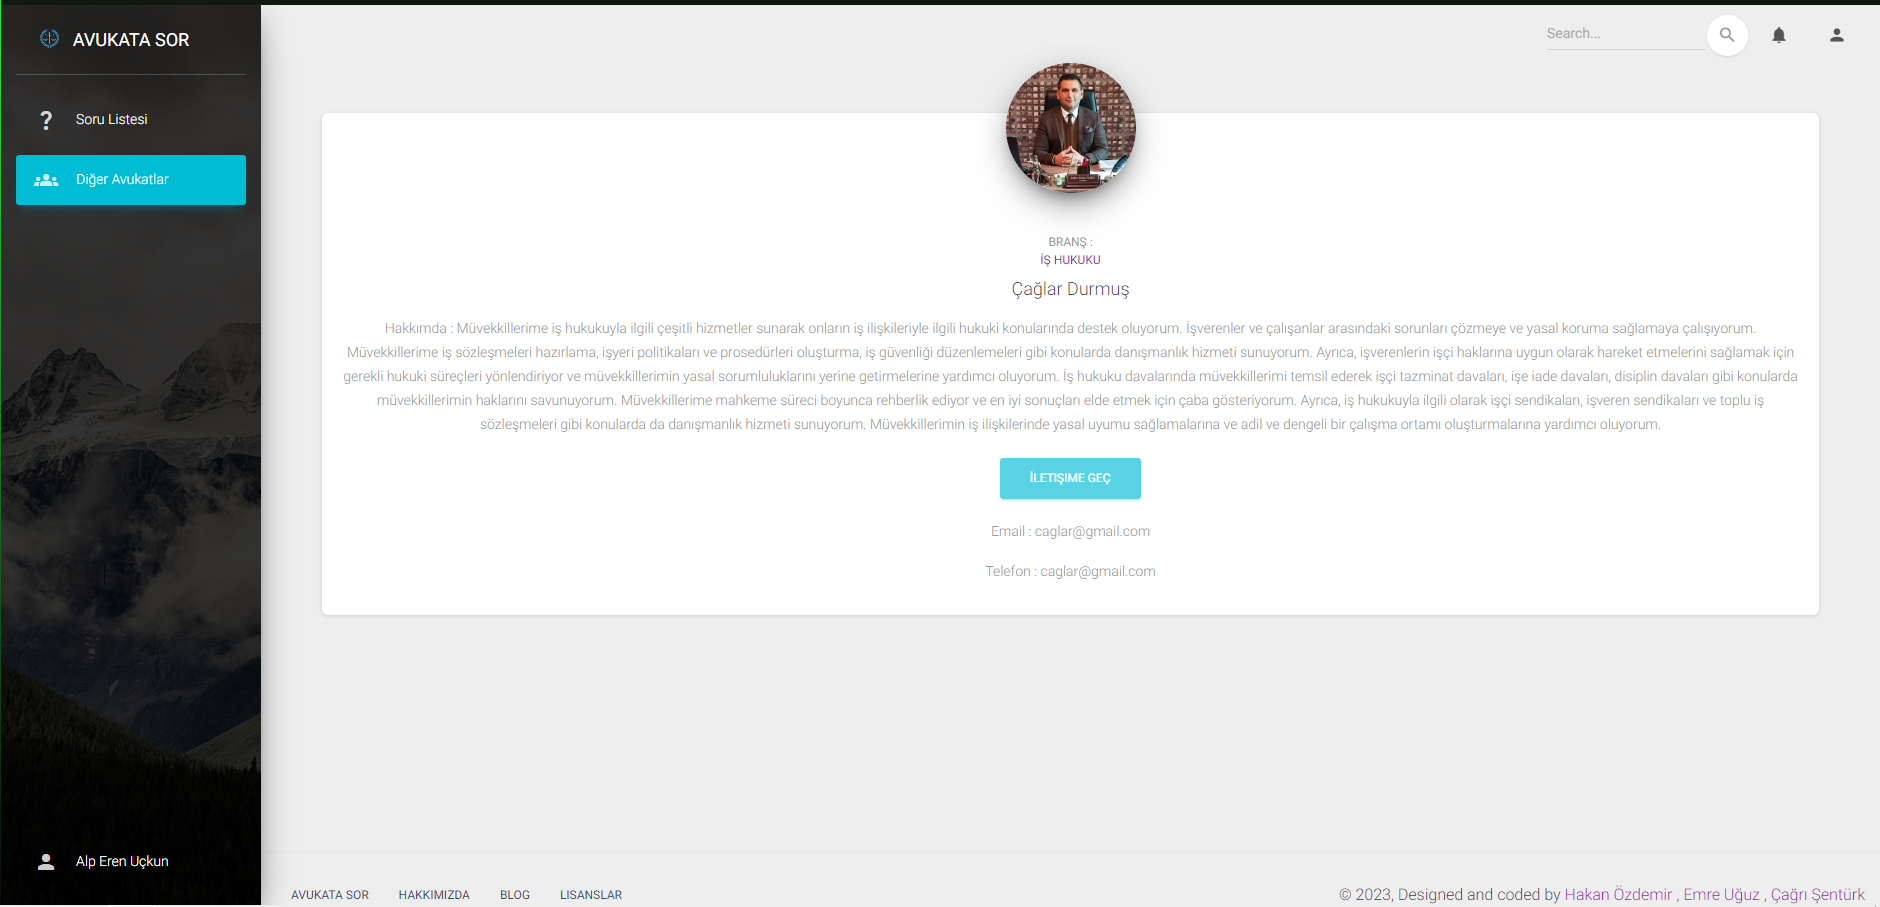 AVUKATA SOR
Search...
Soru Listesi
Diğer Avukatlar
BRANŞ :
İŞ HUKUKU
Çağlar Durmuş
Hakkımda : Müvekkillerime iş hukukuyla ilgili çeşitli hizmetler sunarak onların iş ilişkileriyle ilgili hukuki konularında destek oluyorum. İşverenler ve çalışanlar arasındaki sorunları çözmeye ve yasal koruma sağlamaya çalışıyorum.
Müvekkillerime iş sözleşmeleri hazırlama, işyeri politikaları ve prosedürleri oluşturma, iş güvenliği düzenlemeleri gibi konularda danışmanlık hizmeti sunuyorum. Ayrıca, işverenlerin işçi haklarına uygun olarak hareket etmelerini sağlamak için
gerekli hukuki süreçleri yönlendiriyor ve müvekkillerimin yasal sorumluluklarını yerine getirmelerine yardımcı oluyorum. İş hukuku davalarında müvekkillerimi temsil ederek işçi tazminat davaları, işe iade davaları, disiplin davaları gibi konularda
müvekkillerimin haklarını savunuyorum. Müvekkillerime mahkeme süreci boyunca rehberlik ediyor ve en iyi sonuçları elde etmek için çaba gösteriyorum. Ayrıca, iş hukukuyla ilgili olarak işçi sendikaları, işveren sendikaları ve toplu iş
sözleşmeleri gibi konularda da danışmanlık hizmeti sunuyorum. Müvekkillerimin iş ilişkilerinde yasal uyumu sağlamalarına ve adil ve dengeli bir çalışma ortamı oluşturmalarına yardımcı oluyorum.
İLETIŞIME GEÇ
Email : caglar@gmail.com
Telefon : caglar@gmail.com
Alp Eren Uçkun
AVUKATA SOR
HAKKIMIZDA
BLOG
LISANSLAR
© 2023, Designed and coded by Hakan Özdemir , Emre Uğuz , Çağrı Şentürk